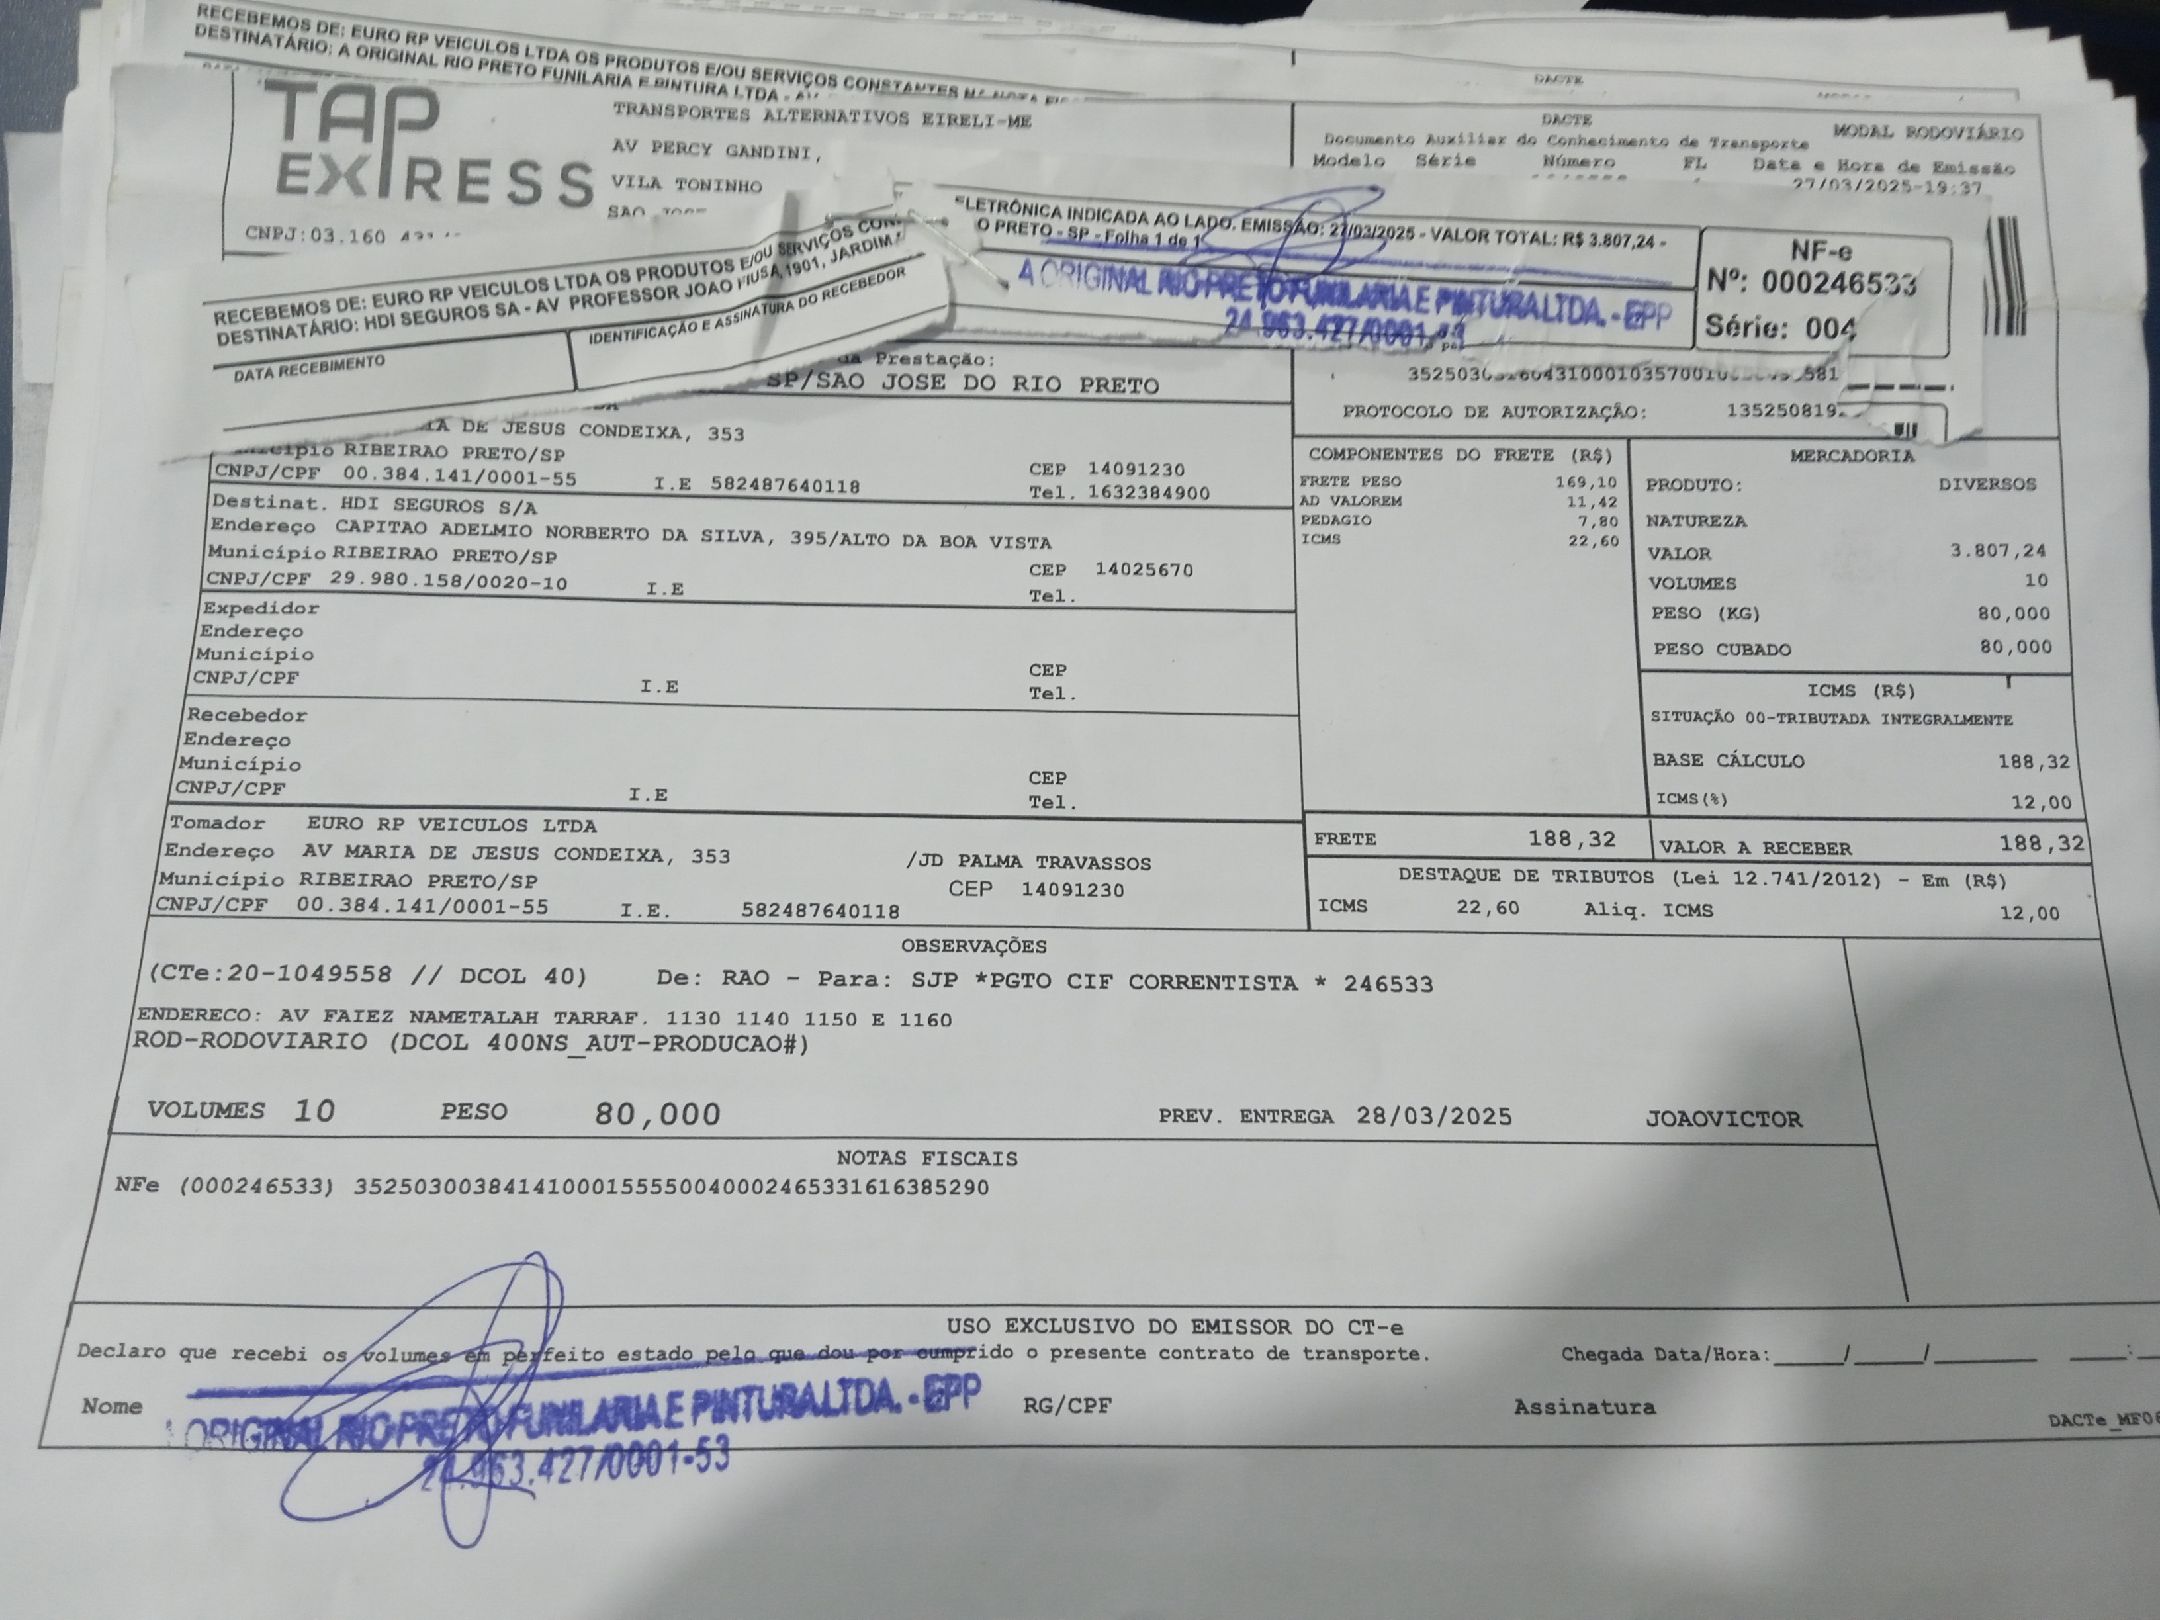 RECEBEMOS DE: EURO RP VEICULOS LTDA OS PRODUTOS E/OU SERVIÇOS CONSTANTES
DESTINATÁRIO: A ORIGINAL RIO PRETO FUNILARIA E PINTURA LTDA -
DACTE
TAP EXPRESS
TRANSPORTES ALTERNATIVOS EIRELI-ME
AV PERCY GANDINI,
VILA TONINHO
SAO JOSE
CNPJ:03.160
DACTE
MODAL RODOVIÁRIO
Documento Auxiliar do Conhecimento de Transporte
Modelo Série Número FL Data e Hora de Emissão
27/03/2025-19:37
ELETRÔNICA INDICADA AO LADO. EMISSÃO: 27/03/2025 - VALOR TOTAL: R$ 3.807,24 -
O PRETO - SP - Folha 1 de 1
A ORIGINAL RIO PRETO FUNILARIA E PINTURA LTDA. - EPP
24.963.427/0001-53
NF-e
Nº: 000246533
Série: 004
RECEBEMOS DE: EURO RP VEICULOS LTDA OS PRODUTOS E/OU SERVIÇOS
DESTINATÁRIO: HDI SEGUROS SA - AV PROFESSOR JOAO FIUSA,1901, JARDIM
DATA RECEBIMENTO
IDENTIFICAÇÃO E ASSINATURA DO RECEBEDOR
da Prestação:
SP/SAO JOSE DO RIO PRETO
PROTOCOLO DE AUTORIZAÇÃO: 135250819
DE JESUS CONDEIXA, 353
Município RIBEIRAO PRETO/SP
CEP 14091230
CNPJ/CPF 00.384.141/0001-55 I.E 582487640118 Tel. 1632384900
Destinat. HDI SEGUROS S/A
Endereço CAPITAO ADELMIO NORBERTO DA SILVA, 395/ALTO DA BOA VISTA
Município RIBEIRAO PRETO/SP CEP 14025670
CNPJ/CPF 29.980.158/0020-10 I.E Tel.
Expedidor
Endereço
Município CEP
CNPJ/CPF I.E Tel.
Recebedor
Endereço
Município CEP
CNPJ/CPF I.E Tel.
Tomador EURO RP VEICULOS LTDA
Endereço AV MARIA DE JESUS CONDEIXA, 353 /JD PALMA TRAVASSOS
Município RIBEIRAO PRETO/SP CEP 14091230
CNPJ/CPF 00.384.141/0001-55 I.E. 582487640118
COMPONENTES DO FRETE (R$)
FRETE PESO 169,10
AD VALOREM 11,42
PEDAGIO 7,80
ICMS 22,60
MERCADORIA
PRODUTO: DIVERSOS
NATUREZA
VALOR 3.807,24
VOLUMES 10
PESO (KG) 80,000
PESO CUBADO 80,000
ICMS (R$)
SITUAÇÃO 00-TRIBUTADA INTEGRALMENTE
BASE CÁLCULO 188,32
ICMS(%) 12,00
FRETE 188,32 VALOR A RECEBER 188,32
DESTAQUE DE TRIBUTOS (Lei 12.741/2012) - Em (R$)
ICMS 22,60 Aliq. ICMS 12,00
OBSERVAÇÕES
(CTe:20-1049558 // DCOL 40) De: RAO - Para: SJP *PGTO CIF CORRENTISTA * 246533
ENDERECO: AV FAIEZ NAMETALAH TARRAF. 1130 1140 1150 E 1160
ROD-RODOVIARIO (DCOL 400NS_AUT-PRODUCAO#)
VOLUMES 10 PESO 80,000 PREV. ENTREGA 28/03/2025 JOAOVICTOR
NOTAS FISCAIS
NFe (000246533) 35250300384141000155550040002465331616385290
USO EXCLUSIVO DO EMISSOR DO CT-e
Declaro que recebi os volumes em perfeito estado pelo que dou por cumprido o presente contrato de transporte. Chegada Data/Hora:____/____/______ ___:
Nome RG/CPF Assinatura
A ORIGINAL RIO PRETO FUNILARIA E PINTURA LTDA. - EPP
24.963.427/0001-53
DACTe_MF06